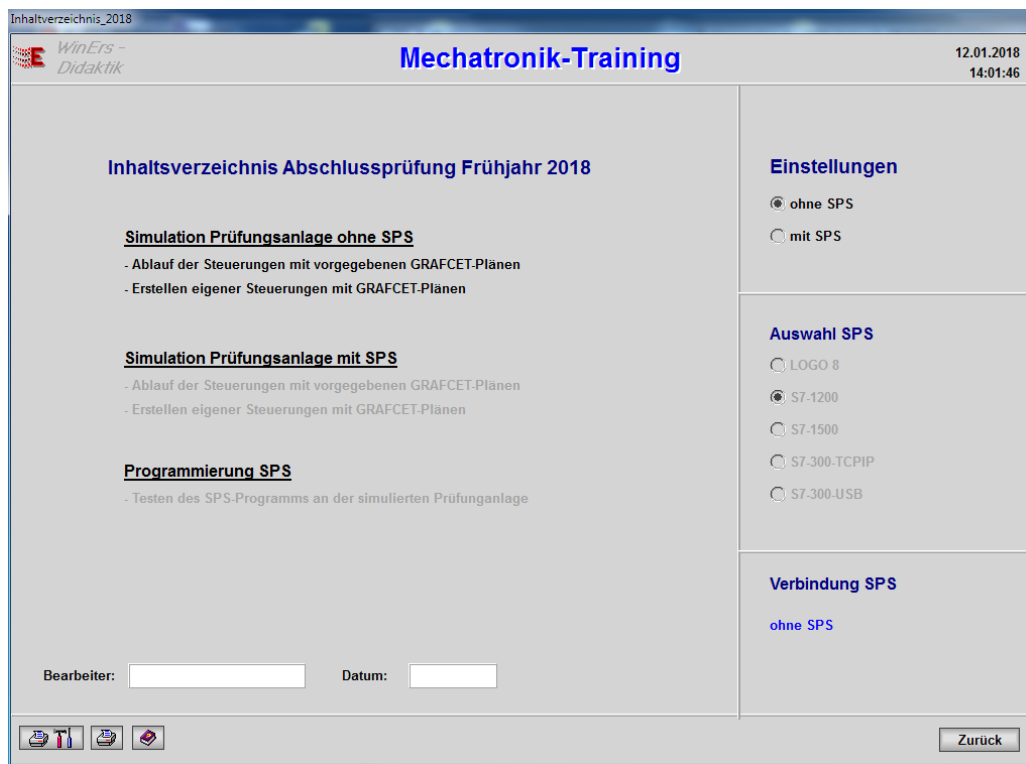 Inhaltverzeichnis_2018
WinErs -
Didaktik
Mechatronik-Training
12.01.2018
14:01:46
Inhaltsverzeichnis Abschlussprüfung Frühjahr 2018
Simulation Prüfungsanlage ohne SPS
- Ablauf der Steuerungen mit vorgegebenen GRAFCET-Plänen
- Erstellen eigener Steuerungen mit GRAFCET-Plänen
Simulation Prüfungsanlage mit SPS
- Ablauf der Steuerungen mit vorgegebenen GRAFCET-Plänen
- Erstellen eigener Steuerungen mit GRAFCET-Plänen
Programmierung SPS
- Testen des SPS-Programms an der simulierten Prüfunganlage
Bearbeiter:
Datum:
Einstellungen
ohne SPS
mit SPS
Auswahl SPS
LOGO 8
S7-1200
S7-1500
S7-300-TCPIP
S7-300-USB
Verbindung SPS
ohne SPS
Zurück